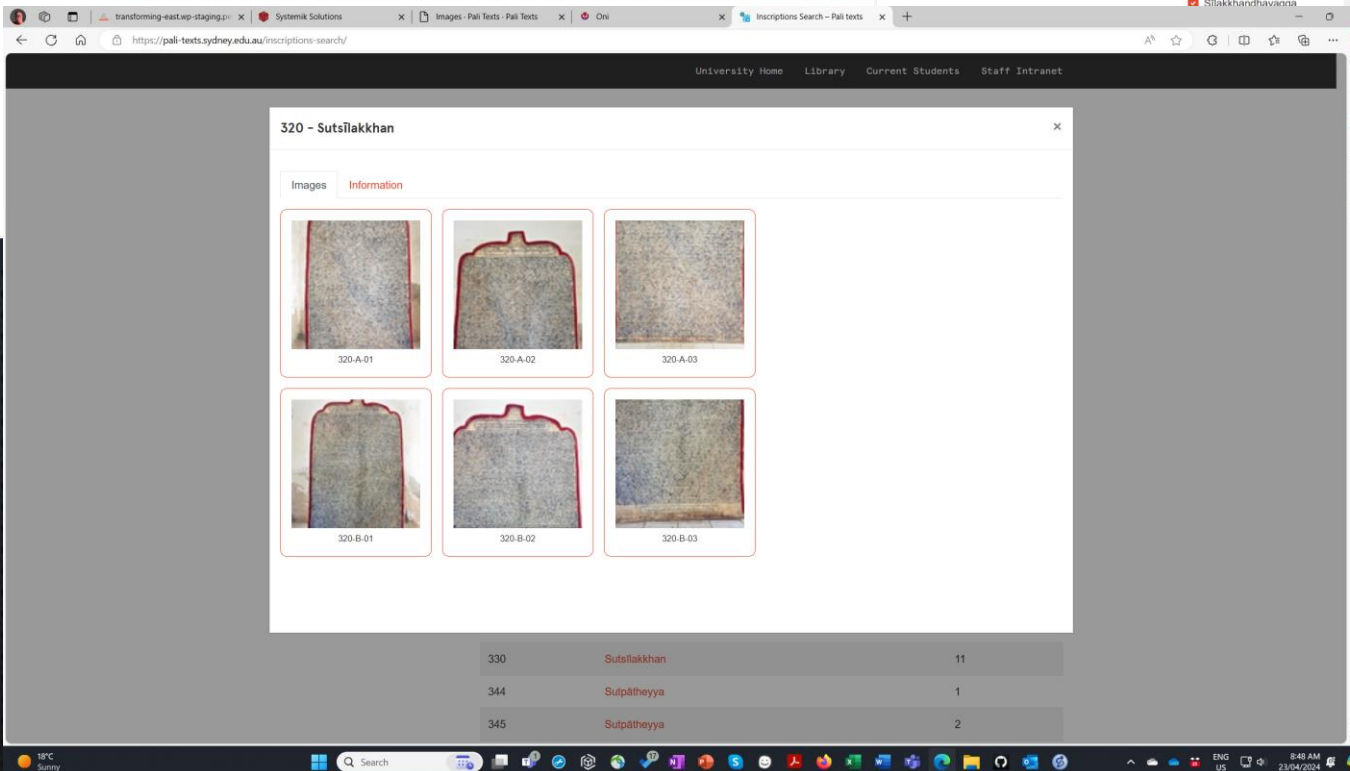 Sīlakkhandhavagga
transforming-east.wp-staging.pe
Systemik Solutions
Images - Pali Texts - Pali Texts
Oni
Inscriptions Search – Pali texts
https://pali-texts.sydney.edu.au/inscriptions-search/
University Home Library Current Students Staff Intranet
320 – Sutsīlakkhan
×
Images Information
320-A-01 320-A-02 320-A-03
320-B-01 320-B-02 320-B-03
330 Sutsīlakkhan 11
344 Sutpātheyya 1
345 Sutpātheyya 2
18°C
Sunny
Search
ENG
US
8:48 AM
23/04/2024